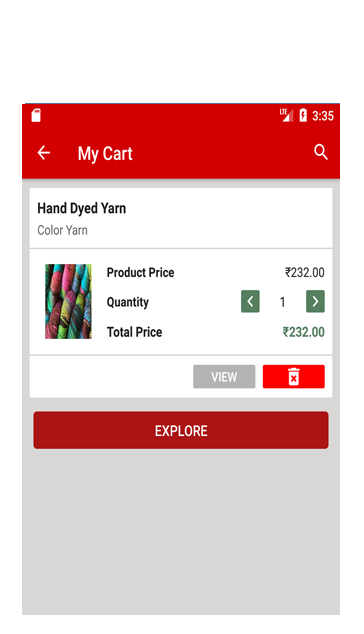 LTE 3:35
My Cart
Hand Dyed Yarn
Color Yarn
Product Price ₹232.00
Quantity 1
Total Price ₹232.00
VIEW
EXPLORE